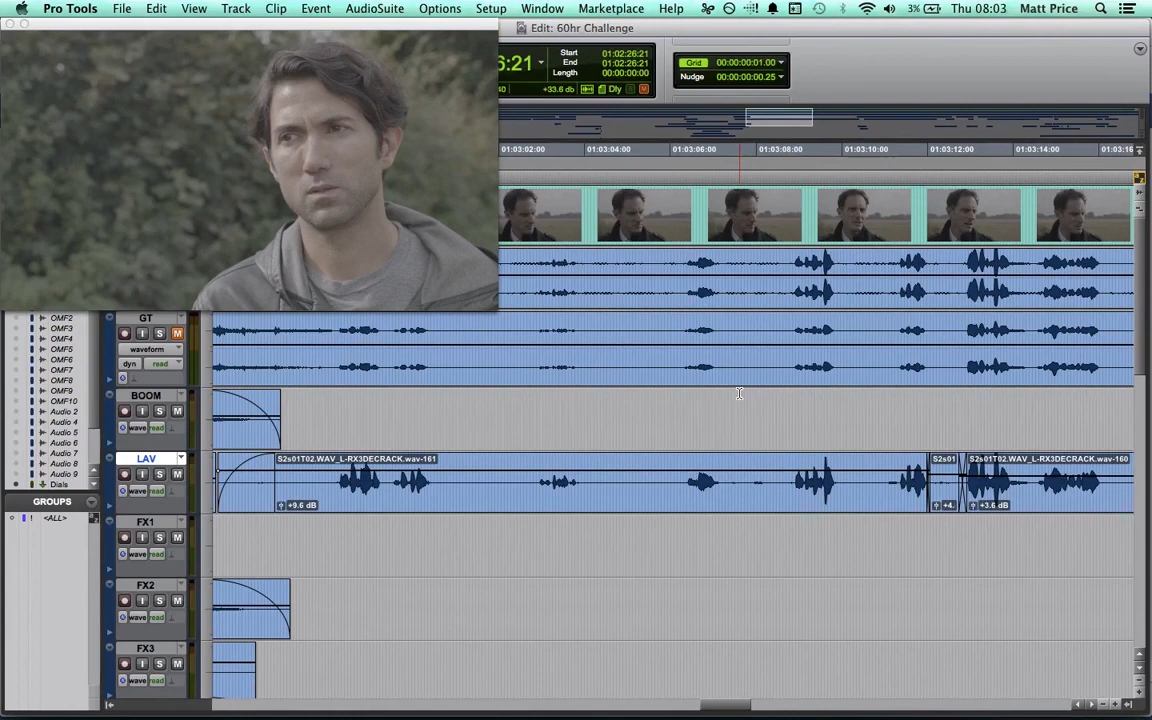 Pro Tools File Edit View Track Clip Event AudioSuite Options Setup Window Marketplace Help 3% Thu 08:03 Matt Price
Edit: 60hr Challenge
6:21
Start 01:02:26:21
End 01:02:26:21
Length 00:00:00:00
+33.6 db Dly
Grid 00:00:00:01.00
Nudge 00:00:00:00.25
01:03:02:00 01:03:04:00 01:03:06:00 01:03:08:00 01:03:10:00 01:03:12:00 01:03:14:00 01:03:16
OMF2
OMF3
OMF4
OMF5
OMF6
OMF7
OMF8
OMF9
OMF10
Audio 2
Audio 4
Audio 5
Audio 6
Audio 7
Audio 8
Audio 9
Dials
GROUPS
! <ALL>
GT
I S M
waveform
dyn read
BOOM
I S M
wave read
LAV
I S M
wave read
S2s01T02.WAV_L-RX3DECRACK.wav-161
+9.6 dB
S2s01
+4.
S2s01T02.WAV_L-RX3DECRACK.wav-160
+3.6 dB
FX1
I S M
wave read
FX2
I S M
wave read
FX3
I S M
wave read